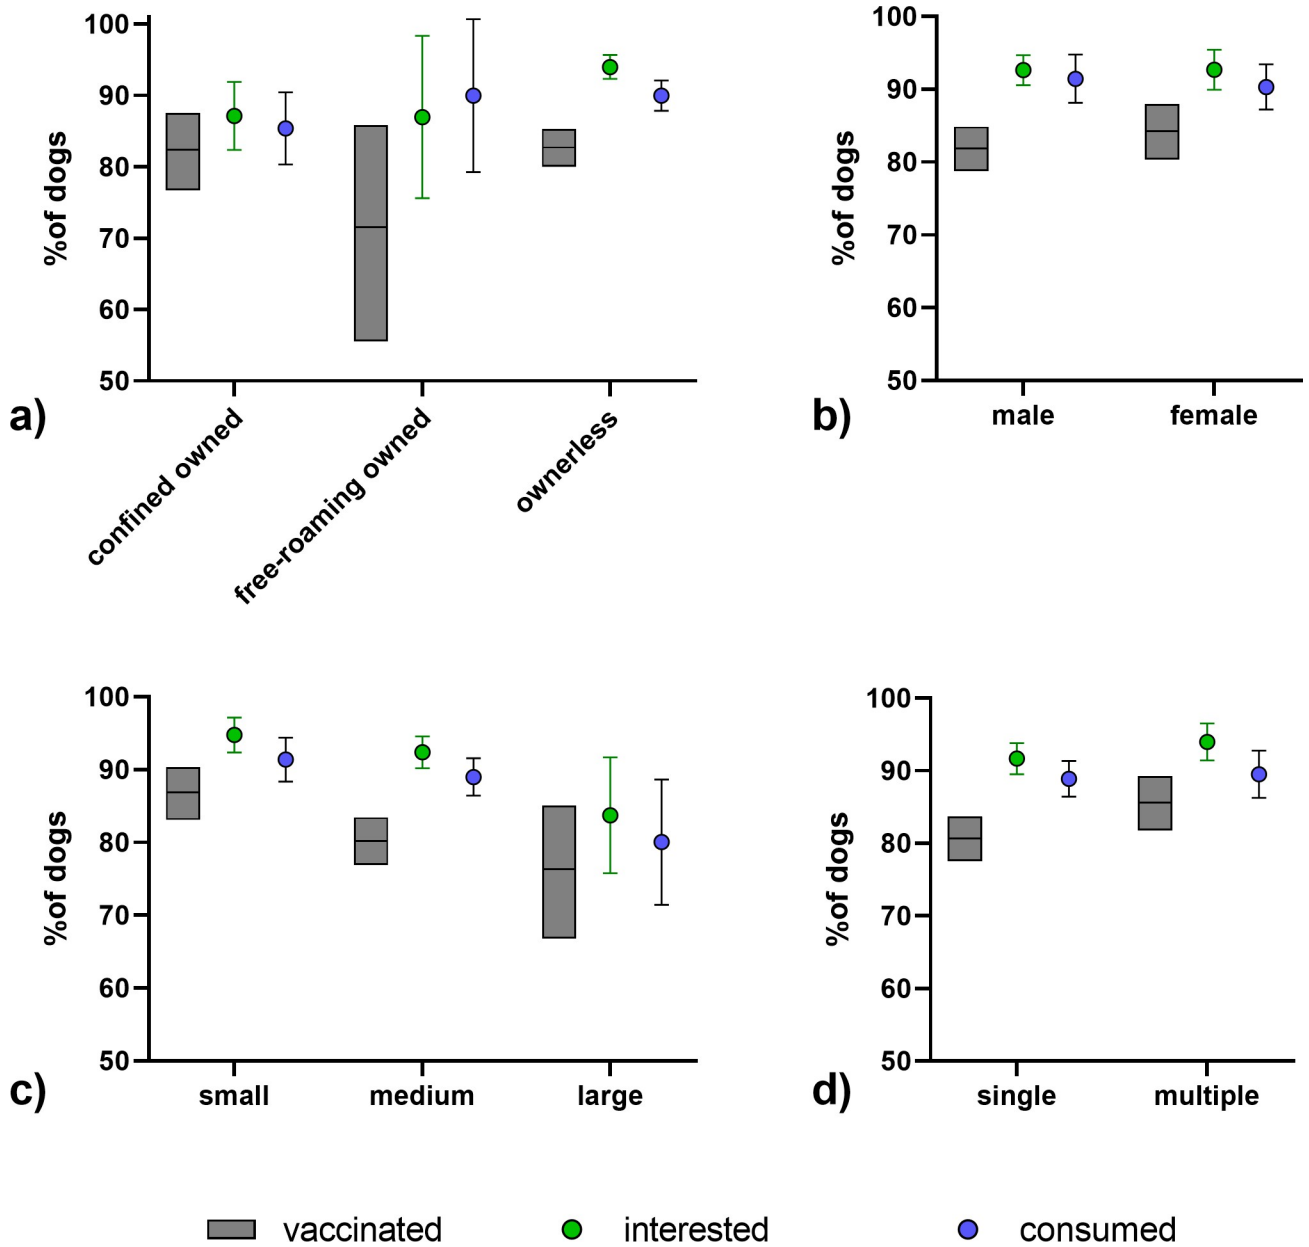 100
90
80
70
60
50
%of dogs
a)
confined owned
free-roaming owned
ownerless
100
90
80
70
60
50
%of dogs
b)
male
female
100
90
80
70
60
50
%of dogs
c)
small
medium
large
100
90
80
70
60
50
%of dogs
d)
single
multiple
vaccinated
interested
consumed